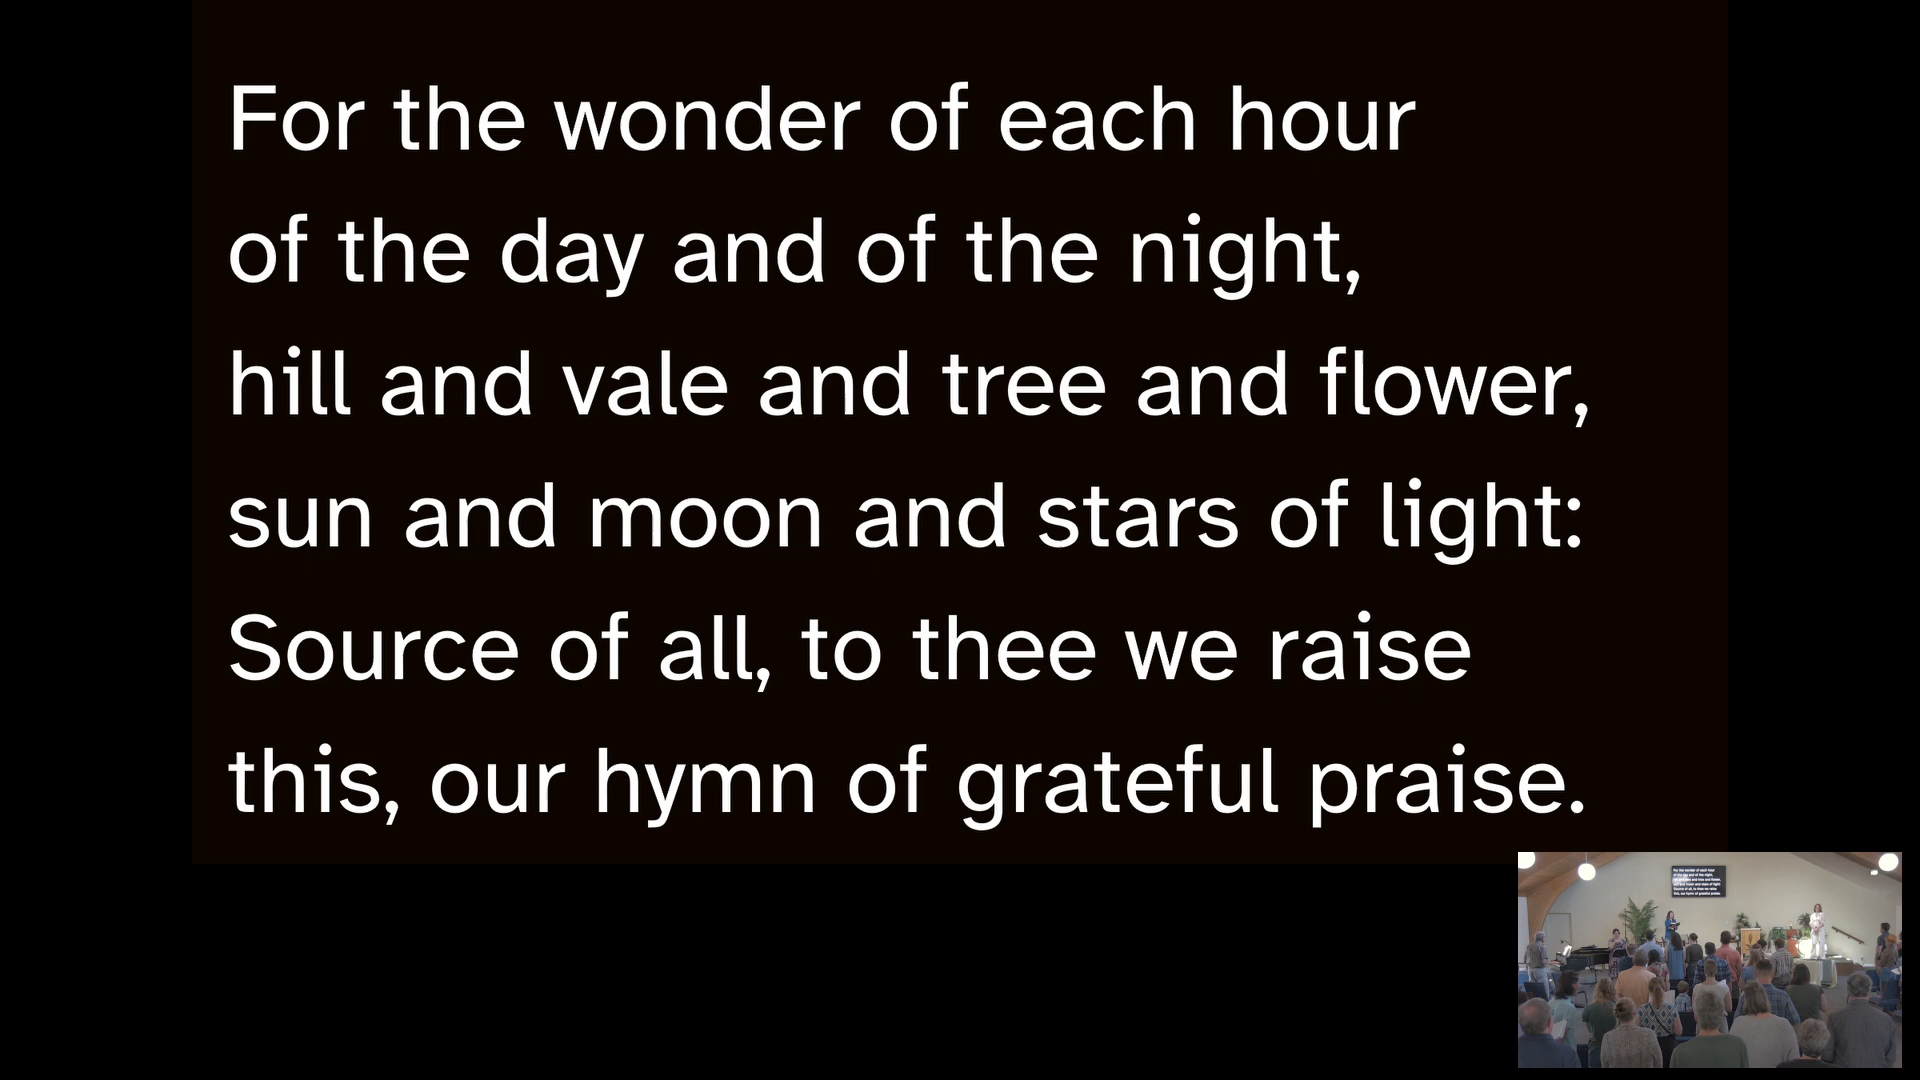 For the wonder of each hour
of the day and of the night,
hill and vale and tree and flower,
sun and moon and stars of light:
Source of all, to thee we raise
this, our hymn of grateful praise.